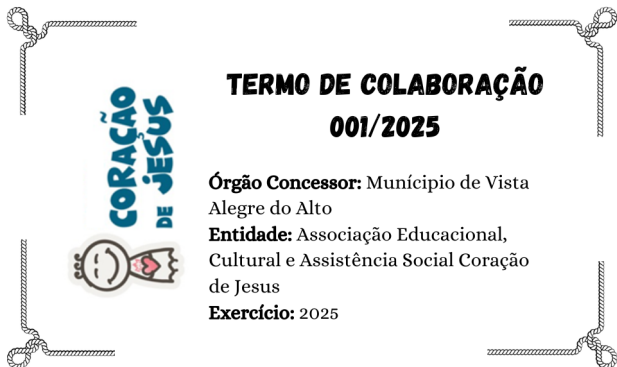 TERMO DE COLABORAÇÃO
001/2025
CORAÇÃO
DE JESUS
Órgão Concessor: Munícipio de Vista
Alegre do Alto
Entidade: Associação Educacional,
Cultural e Assistência Social Coração
de Jesus
Exercício: 2025